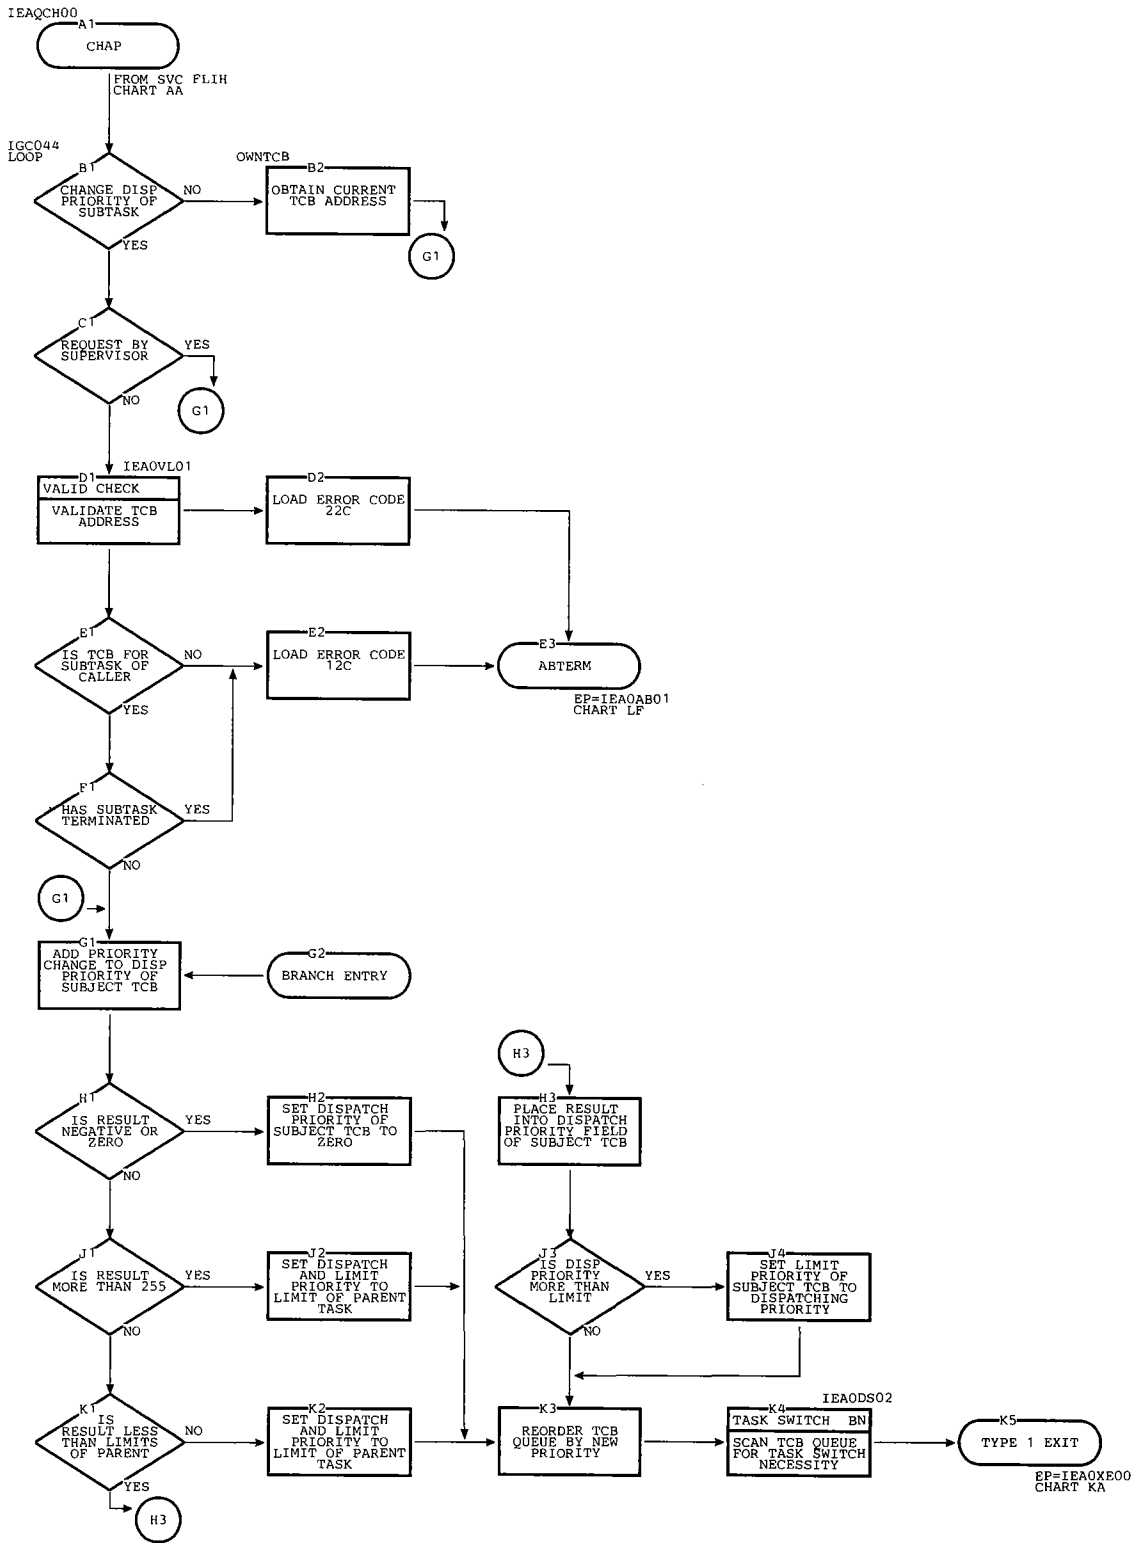 IEAQCH00
A1
CHAP
FROM SVC FLIH
CHART AA
IGC044
LOOP
B1
CHANGE DISP
PRIORITY OF
SUBTASK
NO
YES
OWNTCB
B2
OBTAIN CURRENT
TCB ADDRESS
G1
C1
REQUEST BY
SUPERVISOR
YES
NO
G1
IEA0VL01
D1
VALID CHECK
VALIDATE TCB
ADDRESS
D2
LOAD ERROR CODE
22C
E1
IS TCB FOR
SUBTASK OF
CALLER
NO
YES
E2
LOAD ERROR CODE
12C
E3
ABTERM
EP=IEA0AB01
CHART LF
F1
HAS SUBTASK
TERMINATED
YES
NO
G1
G1
ADD PRIORITY
CHANGE TO DISP
PRIORITY OF
SUBJECT TCB
G2
BRANCH ENTRY
H3
H1
IS RESULT
NEGATIVE OR
ZERO
YES
NO
H2
SET DISPATCH
PRIORITY OF
SUBJECT TCB TO
ZERO
H3
PLACE RESULT
INTO DISPATCH
PRIORITY FIELD
OF SUBJECT TCB
J1
IS RESULT
MORE THAN 255
YES
NO
J2
SET DISPATCH
AND LIMIT
PRIORITY TO
LIMIT OF PARENT
TASK
J3
IS DISP
PRIORITY
MORE THAN
LIMIT
YES
NO
J4
SET LIMIT
PRIORITY OF
SUBJECT TCB TO
DISPATCHING
PRIORITY
K1
IS
RESULT LESS
THAN LIMITS
OF PARENT
NO
YES
H3
K2
SET DISPATCH
AND LIMIT
PRIORITY TO
LIMIT OF PARENT
TASK
K3
REORDER TCB
QUEUE BY NEW
PRIORITY
IEA0DS02
K4
TASK SWITCH BN
SCAN TCB QUEUE
FOR TASK SWITCH
NECESSITY
K5
TYPE 1 EXIT
EP=IEA0XE00
CHART KA